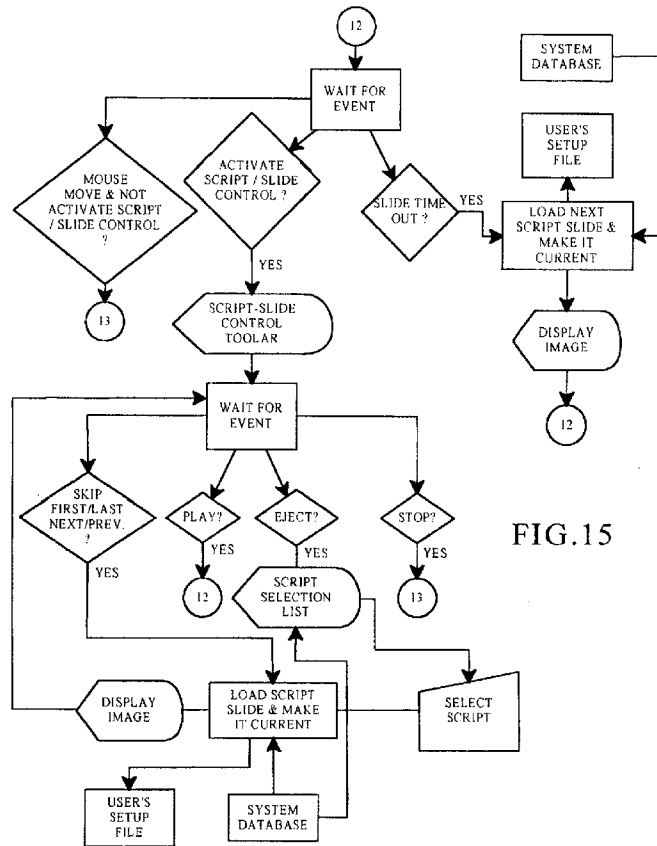 12
WAIT FOR
EVENT
SYSTEM
DATABASE
USER'S
SETUP
FILE
MOUSE
MOVE & NOT
ACTIVATE SCRIPT
/ SLIDE CONTROL
?
ACTIVATE
SCRIPT / SLIDE
CONTROL ?
SLIDE TIME
OUT ?
YES
LOAD NEXT
SCRIPT SLIDE &
MAKE IT
CURRENT
YES
13
SCRIPT-SLIDE
CONTROL
TOOLAR
DISPLAY
IMAGE
12
WAIT FOR
EVENT
SKIP
FIRST/LAST
NEXT/PREV.
?
PLAY?
EJECT?
STOP?
FIG.15
YES
YES
YES
YES
12
SCRIPT
SELECTION
LIST
13
DISPLAY
IMAGE
LOAD SCRIPT
SLIDE & MAKE
IT CURRENT
SELECT
SCRIPT
USER'S
SETUP
FILE
SYSTEM
DATABASE